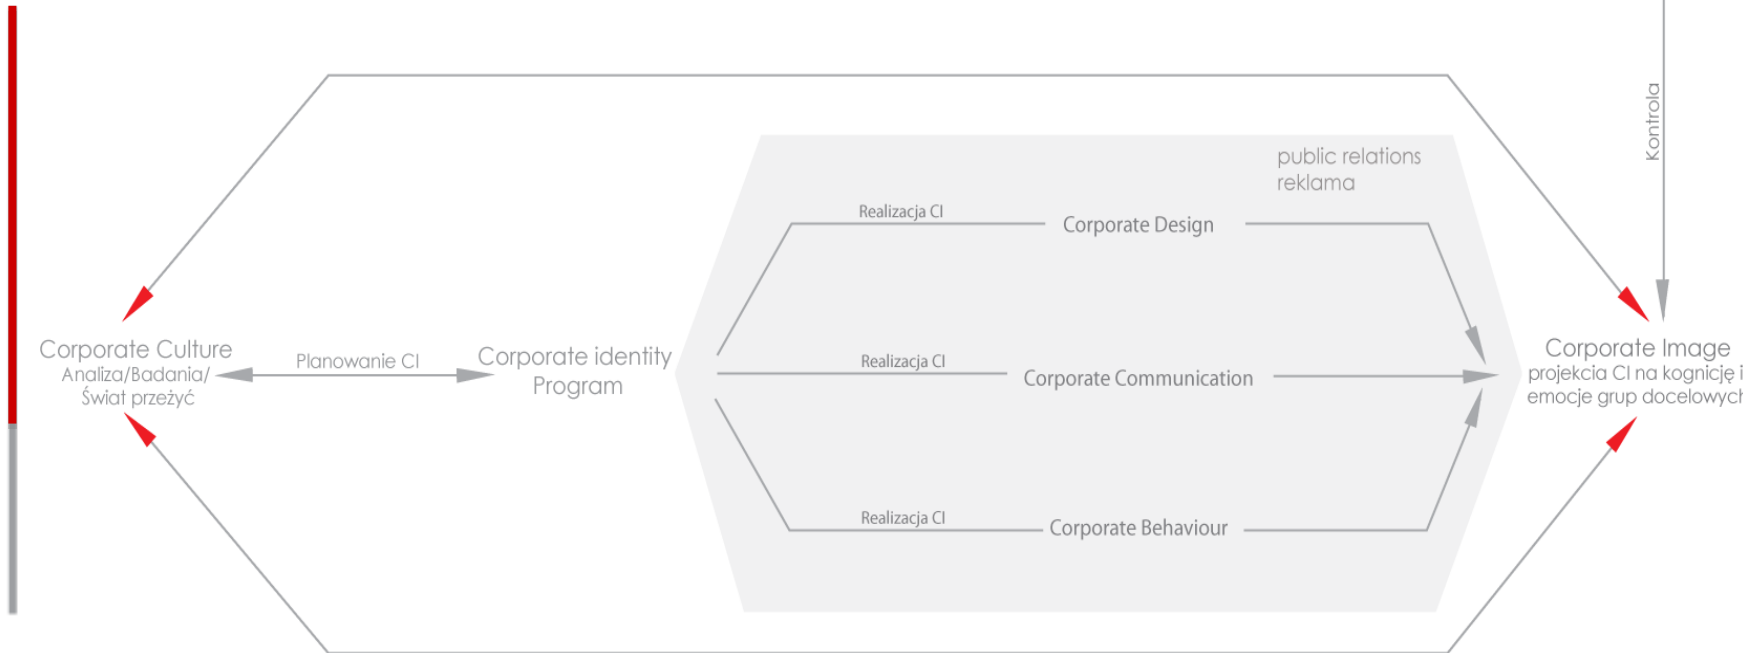 Kontrola
public relations
reklama
Realizacja CI
Corporate Design
Corporate Culture
Analiza/Badania/
Świat przeżyć
Planowanie CI
Corporate identity
Program
Realizacja CI
Corporate Communication
Corporate Image
projekcia CI na kognicję i
emocje grup docelowych
Realizacja CI
Corporate Behaviour